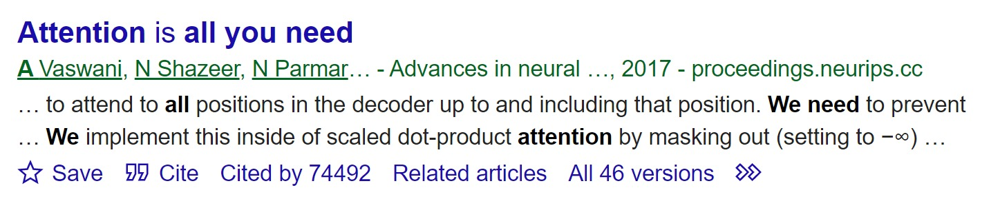 Attention is all you need
A Vaswani, N Shazeer, N Parmar… - Advances in neural …, 2017 - proceedings.neurips.cc
… to attend to all positions in the decoder up to and including that position. We need to prevent
… We implement this inside of scaled dot-product attention by masking out (setting to −∞) …
Save Cite Cited by 74492 Related articles All 46 versions